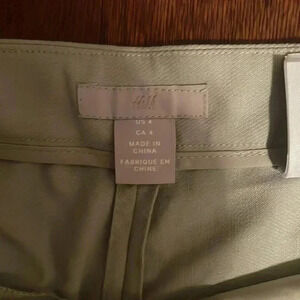 H&M
US 4
CA 4
MADE IN
CHINA
FABRIQUÉ EN
CHINE